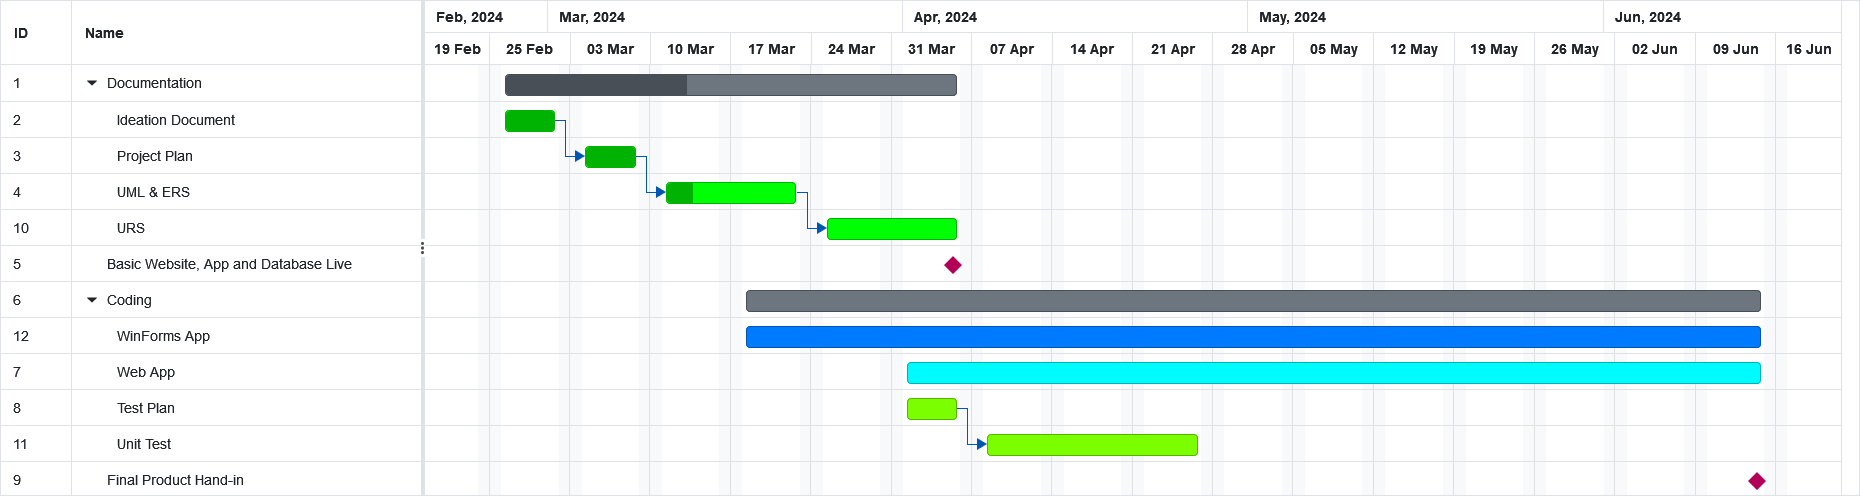 ID Name Feb, 2024 Mar, 2024 Apr, 2024 May, 2024 Jun, 2024
19 Feb 25 Feb 03 Mar 10 Mar 17 Mar 24 Mar 31 Mar 07 Apr 14 Apr 21 Apr 28 Apr 05 May 12 May 19 May 26 May 02 Jun 09 Jun 16 Jun
1 Documentation
2 Ideation Document
3 Project Plan
4 UML & ERS
10 URS
5 Basic Website, App and Database Live
6 Coding
12 WinForms App
7 Web App
8 Test Plan
11 Unit Test
9 Final Product Hand-in